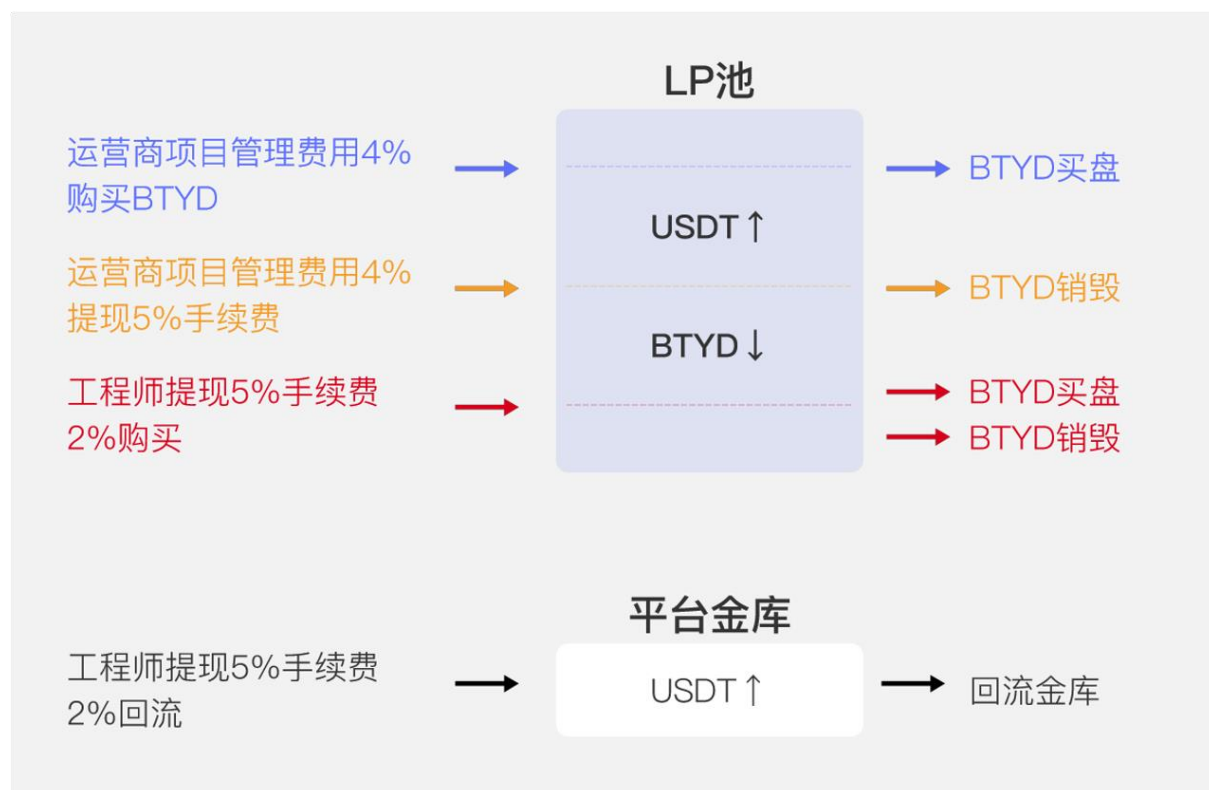 LP池
运营商项目管理费用4%
购买BTYD
BTYD买盘
USDT↑
运营商项目管理费用4%
提现5%手续费
BTYD销毁
BTYD↓
工程师提现5%手续费
2%购买
BTYD买盘
BTYD销毁
平台金库
工程师提现5%手续费
2%回流
USDT↑
回流金库